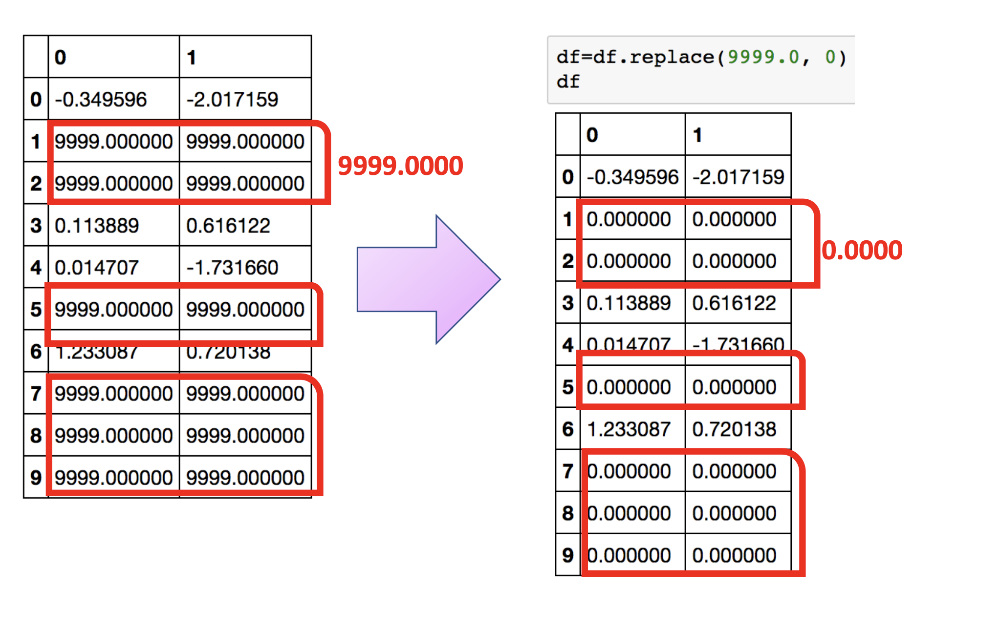 0 1
0 -0.349596 -2.017159
1 9999.000000 9999.000000
2 9999.000000 9999.000000
3 0.113889 0.616122
4 0.014707 -1.731660
5 9999.000000 9999.000000
6 1.233087 0.720138
7 9999.000000 9999.000000
8 9999.000000 9999.000000
9 9999.000000 9999.000000
9999.0000
df=df.replace(9999.0, 0)
df
0 1
0 -0.349596 -2.017159
1 0.000000 0.000000
2 0.000000 0.000000
3 0.113889 0.616122
4 0.014707 -1.731660
5 0.000000 0.000000
6 1.233087 0.720138
7 0.000000 0.000000
8 0.000000 0.000000
9 0.000000 0.000000
0.0000